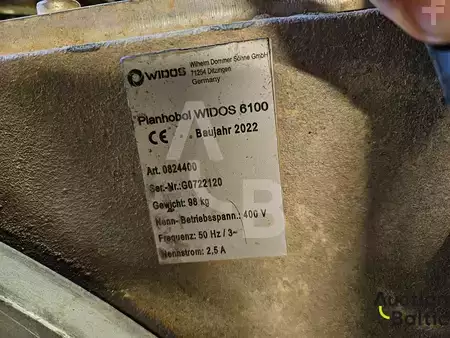 WIDOS
Wilhelm Dommer Söhne GmbH
71254 Ditzingen
Germany
Planhobel WIDOS 6100
CE Baujahr 2022
Art. 0824400
Ser.-Nr.:G0722120
Gewicht: 98 kg
Nenn- Betriebsspann.: 400 V
Frequenz: 50 Hz / 3~
Nennstrom: 2,5 A
A
S B
Auction
Baltic